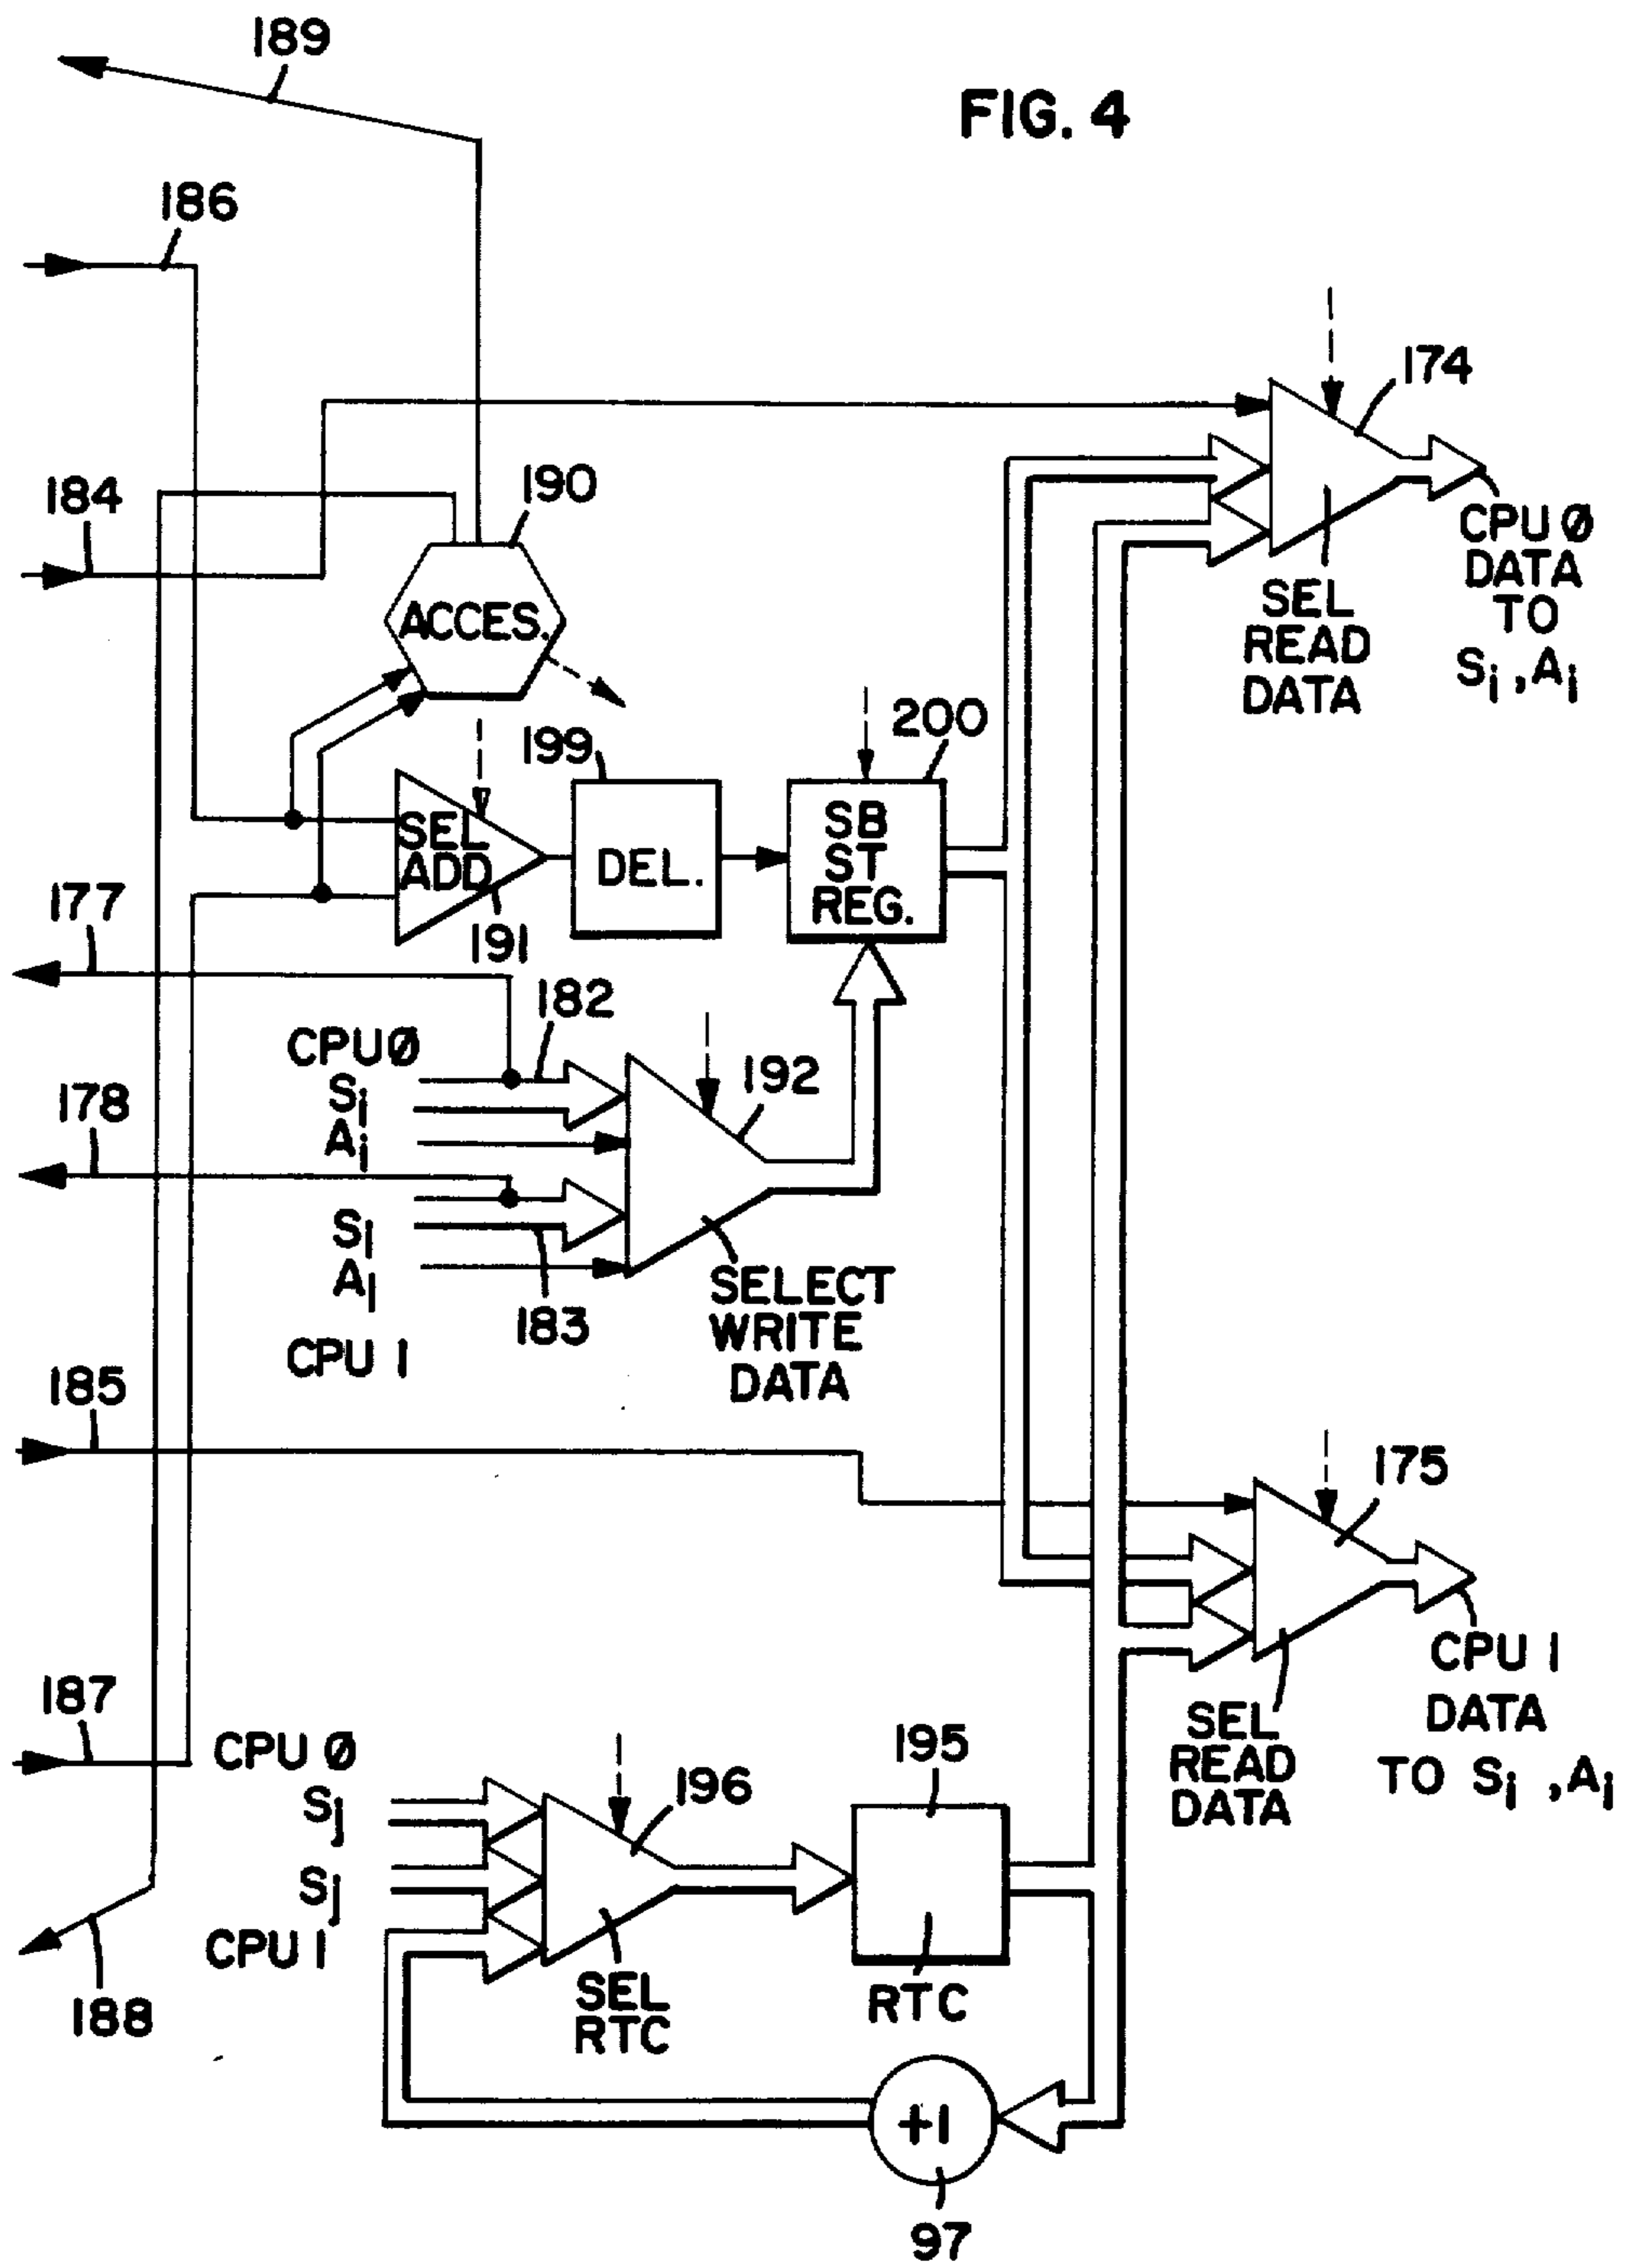 189
FIG. 4
186
174
184
190
CPU Ø
DATA
TO
Si, Ai
ACCES.
SEL
READ
DATA
199
200
SEL
ADD
DEL.
SB
ST
REG.
191
177
182
CPUØ
Si
Ai
192
178
Si
Ai
183
CPU 1
SELECT
WRITE
DATA
185
175
187
CPU Ø
Sj
196
195
SEL
READ
DATA
CPU 1
DATA
TO Si, Ai
Sj
CPU 1
188
SEL
RTC
RTC
+1
97